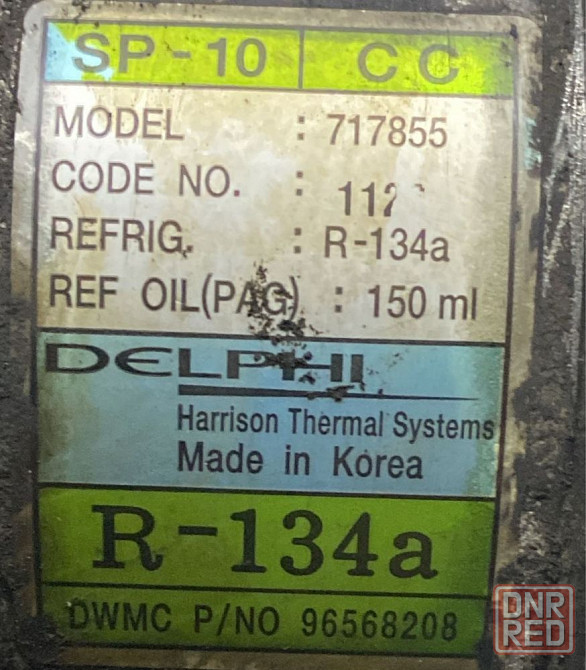 SP-10 CC
MODEL : 717855
CODE NO. :
REFRIG. : R-134a
REF OIL(PAG) : 150 ml
DELPHI
Harrison Thermal Systems
Made in Korea
R-134a
DWMC P/NO 96568208
DNR
RED